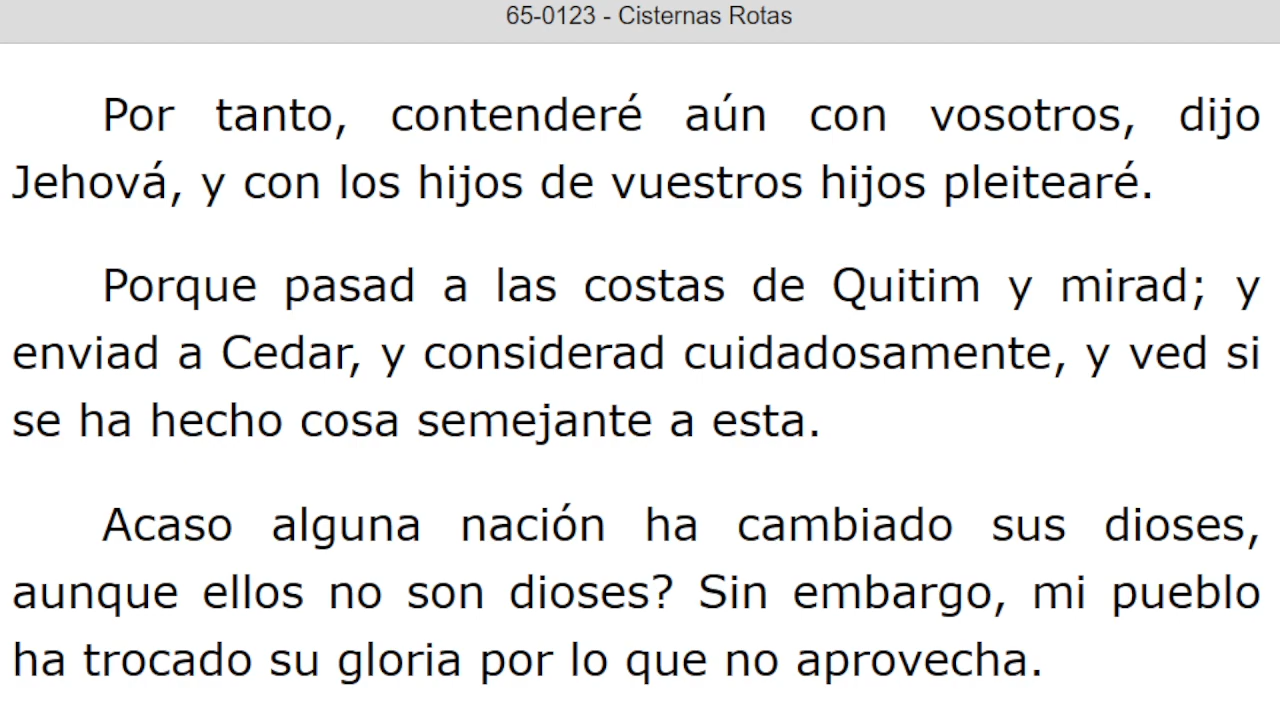 65-0123 - Cisternas Rotas
Por tanto, contenderé aún con vosotros, dijo
Jehová, y con los hijos de vuestros hijos pleitearé.
Porque pasad a las costas de Quitim y mirad; y
enviad a Cedar, y considerad cuidadosamente, y ved si
se ha hecho cosa semejante a esta.
Acaso alguna nación ha cambiado sus dioses,
aunque ellos no son dioses? Sin embargo, mi pueblo
ha trocado su gloria por lo que no aprovecha.